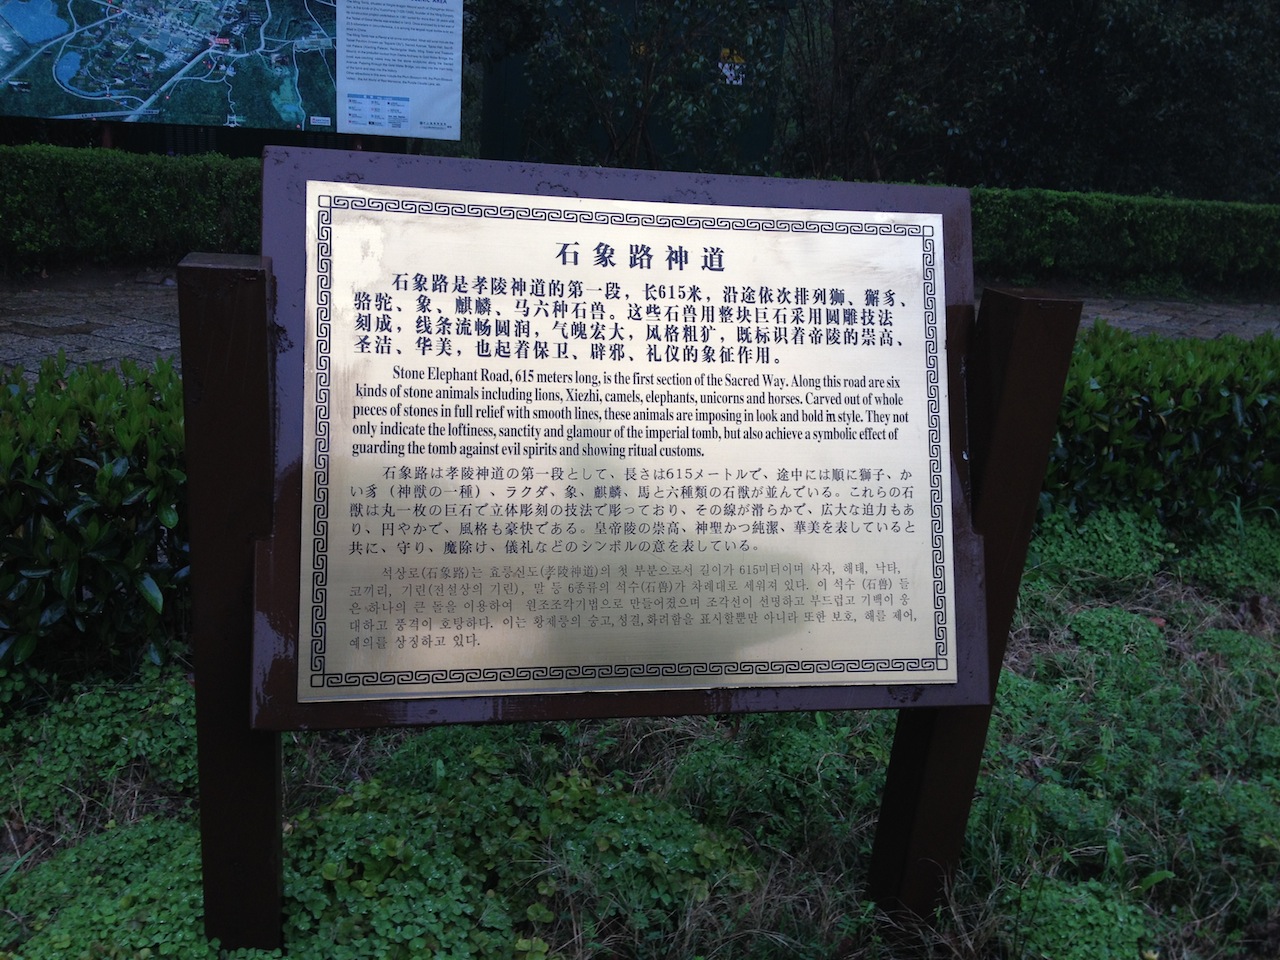 石象路神道
石象路是孝陵神道的第一段，长615米，沿途依次排列狮、獬豸、
骆驼、象、麒麟、马六种石兽。这些石兽用整块巨石采用圆雕技法
刻成，线条流畅圆润，气魄宏大，风格粗犷，既标识着帝陵的崇高、
圣洁、华美，也起着保卫、辟邪、礼仪的象征作用。
Stone Elephant Road, 615 meters long, is the first section of the Sacred Way. Along this road are six
kinds of stone animals including lions, Xiezhi, camels, elephants, unicorns and horses. Carved out of whole
pieces of stones in full relief with smooth lines, these animals are imposing in look and bold in style. They not
only indicate the loftiness, sanctity and glamour of the imperial tomb, but also achieve a symbolic effect of
guarding the tomb against evil spirits and showing ritual customs.
石象路は孝陵神道の第一段として、長さは615メートルで、途中には順に獅子、か
い豸（神獣の一種）、ラクダ、象、麒麟、馬と六種類の石獣が並んでいる。これらの石
獣は丸一枚の巨石で立体彫刻の技法で彫っており、その線が滑らかで、広大な迫力もあ
り、円やかで、風格も豪快である。皇帝陵の崇高、神聖かつ純潔、華美を表していると
共に、守り、魔除け、儀礼などのシンボルの意を表している。
석상로(石象路)는 효릉신도(孝陵神道)의 첫 부분으로서 길이가 615미터이며 사자, 해태, 낙타,
코끼리, 기린(전설상의 기린), 말 등 6종류의 석수(石兽)가 차례대로 세워져 있다. 이 석수 (石兽) 들
은 하나의 큰 돌을 이용하여 원조조각기법으로 만들어졌으며 조각선이 선명하고 부드럽고 기백이 웅
대하고 풍격이 호탕하다. 이는 황제릉의 숭고,성결,화려함을 표시할뿐만 아니라 또한 보호, 해를 제어,
예의를 상징하고 있다.